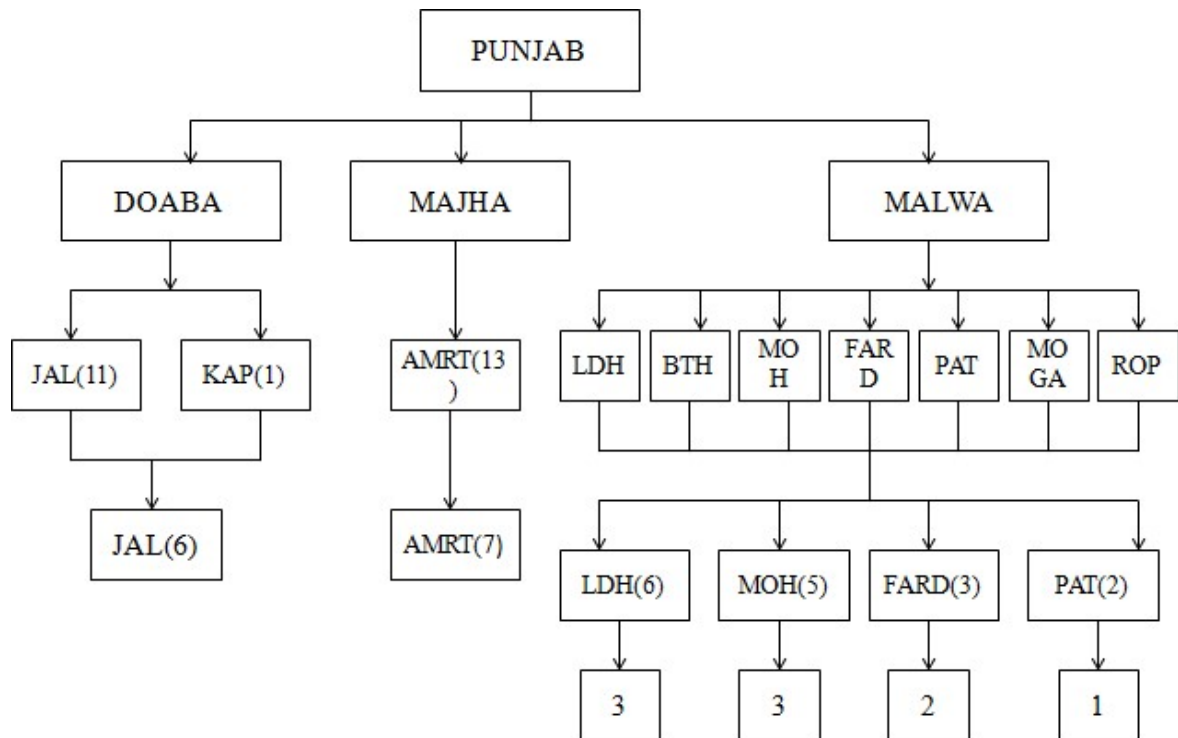 PUNJAB
DOABA
MAJHA
MALWA
JAL(11)
KAP(1)
AMRT(13
)
LDH
BTH
MO
H
FAR
D
PAT
MO
GA
ROP
JAL(6)
AMRT(7)
LDH(6)
MOH(5)
FARD(3)
PAT(2)
3
3
2
1